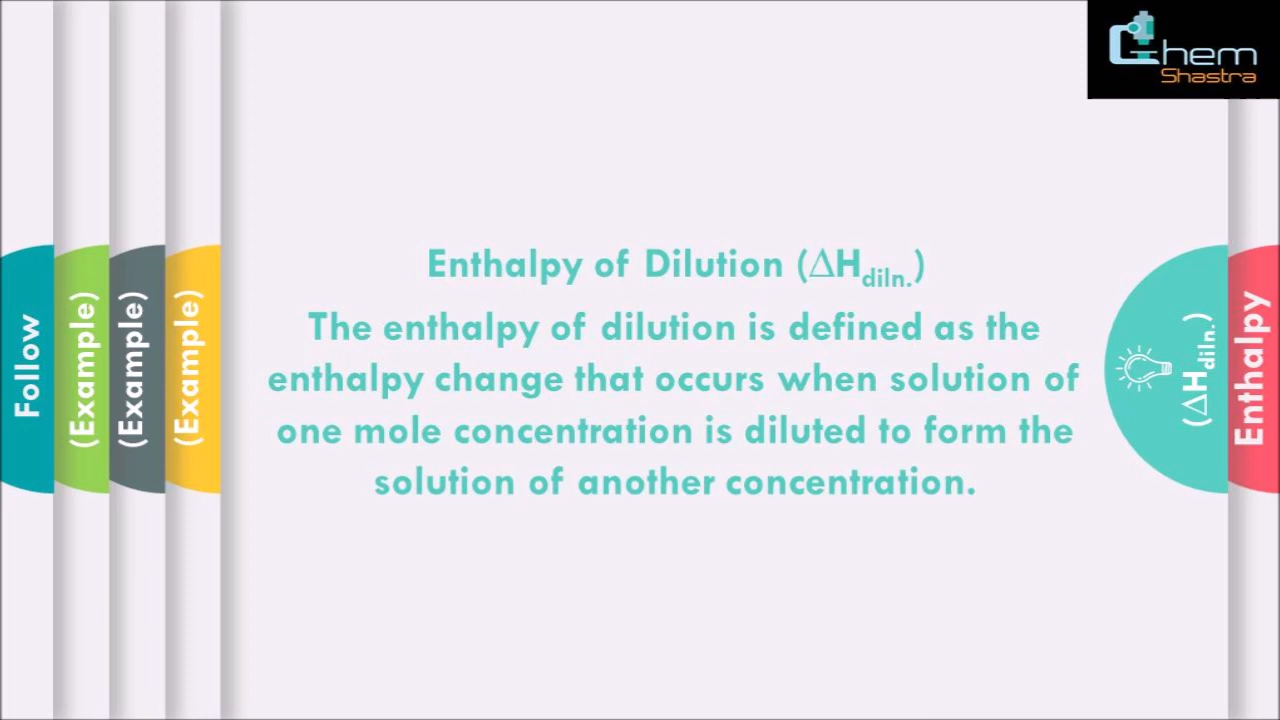 Chem
Shastra
Follow
(Example)
(Example)
(Example)
Enthalpy of Dilution (ΔHdiln.)
The enthalpy of dilution is defined as the
enthalpy change that occurs when solution of
one mole concentration is diluted to form the
solution of another concentration.
(ΔHdiln.)
Enthalpy